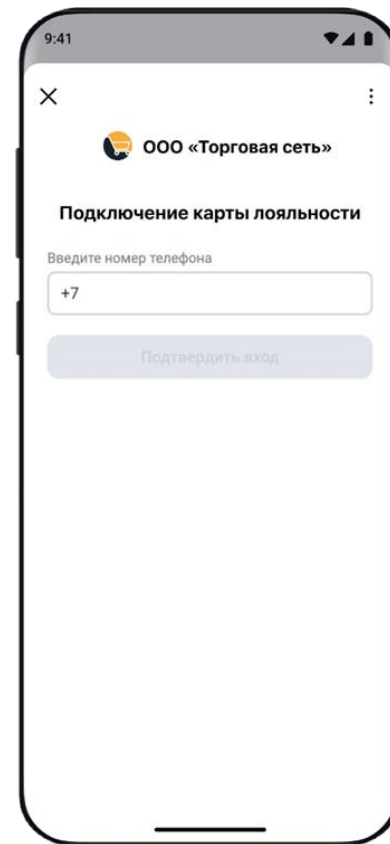 9:41
ООО «Торговая сеть»
Подключение карты лояльности
Введите номер телефона
+7
Подтвердить вход